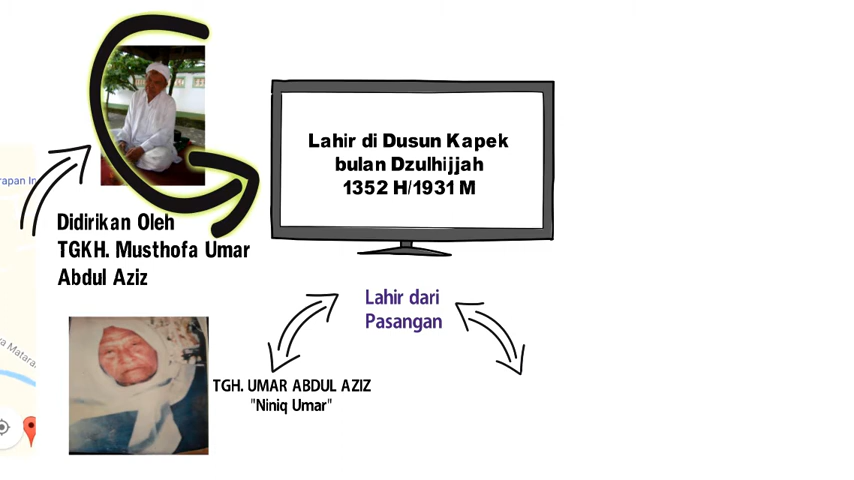 Lahir di Dusun Kapek
bulan Dzulhijjah
1352 H/1931 M
Didirikan Oleh
TGKH. Musthofa Umar
Abdul Aziz
Lahir dari
Pasangan
TGH. UMAR ABDUL AZIZ
"Niniq Umar"